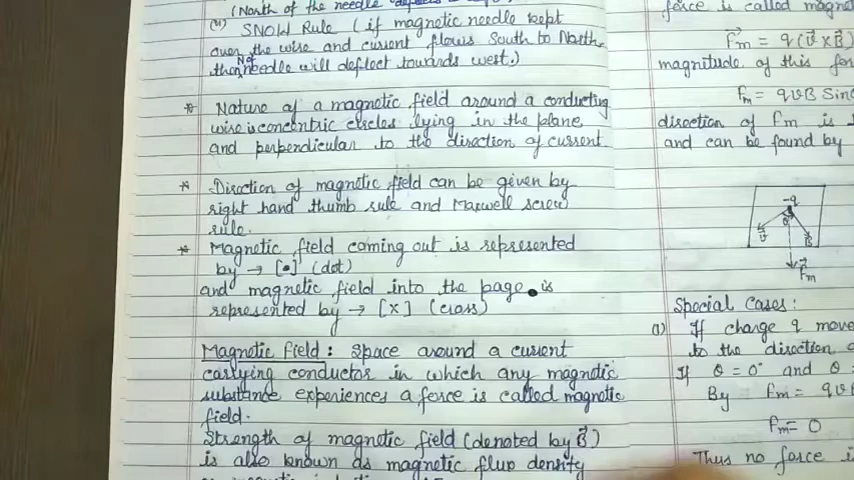 (North of the needle
(4) SNOW Rule (if magnetic needle kept
over the wire and current flows South to North
than North needle will deflect towards west.)
* Nature of a magnetic field around a conducting
wire is concentric circles lying in the plane
and perpendicular to the direction of current
* Direction of magnetic field can be given by
right hand thumb rule and Maxwell screw
rule.
* Magnetic field coming out is represented
by → [•] (dot)
and magnetic field into the page is
represented by → [x] (cross)
Magnetic field: Space around a current
carrying conductor in which any magnetic
substance experiences a force is called magnetic
field.
Strength of magnetic field (denoted by B⃗)
is also known as magnetic flux density
force is called magne
F⃗m = q(v⃗ x B⃗)
magnitude of this for
Fm = qvB Sin
direction of Fm is
and can be found by
-q
θ
v⃗
B⃗
F⃗m
Special Cases:
(1) If charge q move
to the direction
If θ = 0° and θ
By Fm = qvB
Fm = 0
Thus no force i